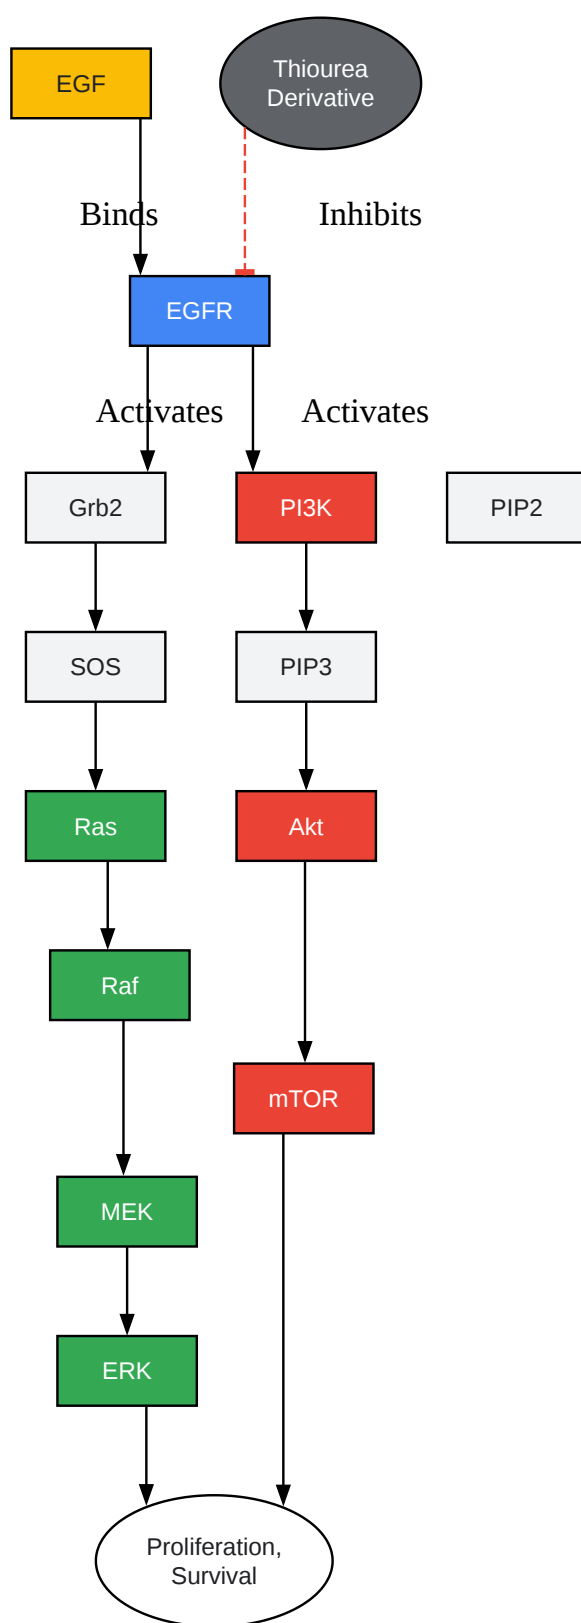 EGF
Thiourea
Derivative
Binds
Inhibits
EGFR
Activates
Activates
Grb2
PI3K
PIP2
SOS
PIP3
Ras
Akt
Raf
mTOR
MEK
ERK
Proliferation,
Survival